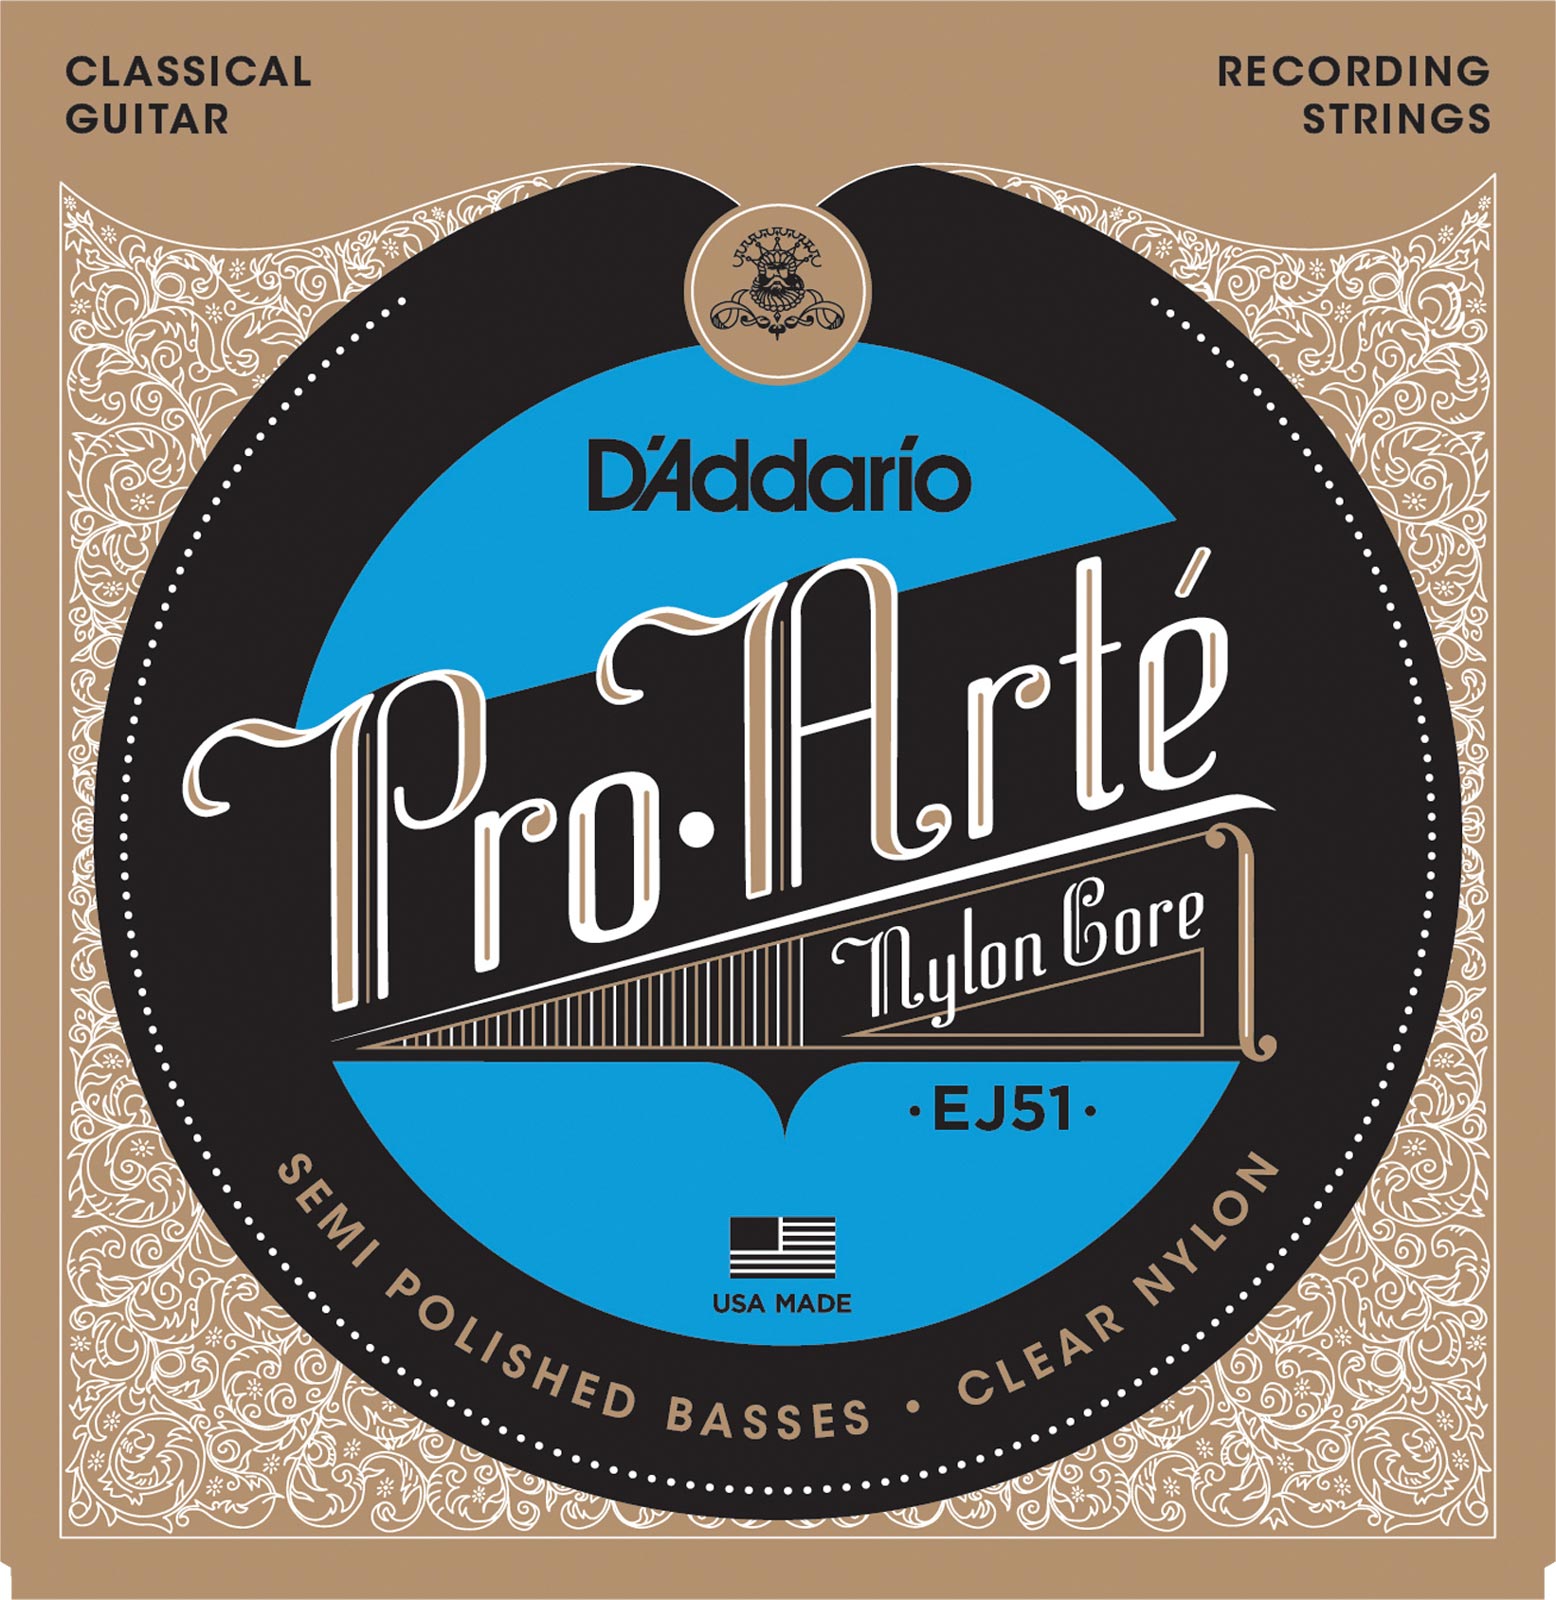 CLASSICAL
GUITAR
RECORDING
STRINGS
D'Addario
Pro·Arté
Nylon Core
·EJ51·
USA MADE
SEMI POLISHED BASSES • CLEAR NYLON